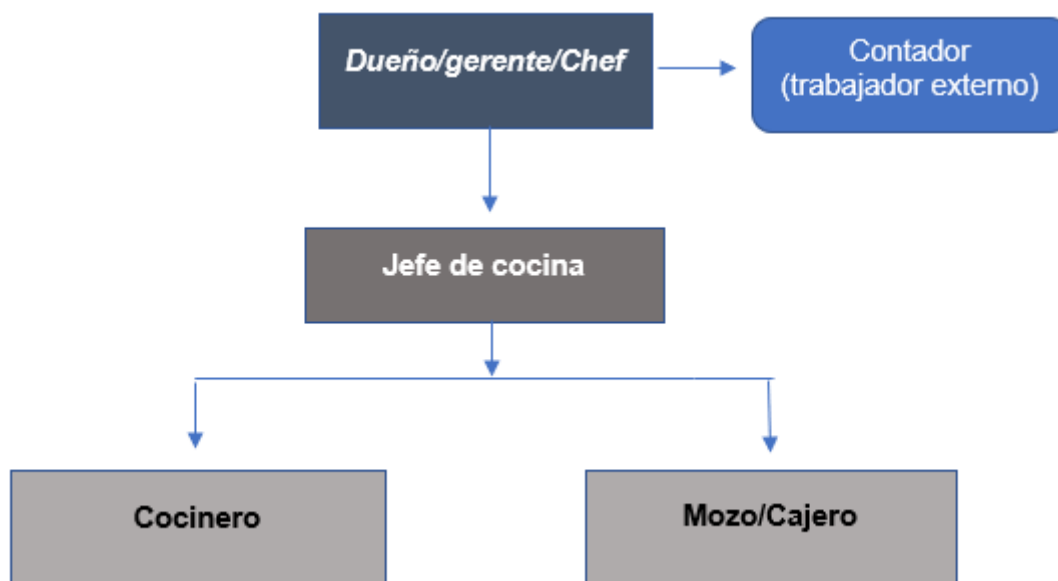 Dueño/gerente/Chef
Contador
(trabajador externo)
Jefe de cocina
Cocinero
Mozo/Cajero